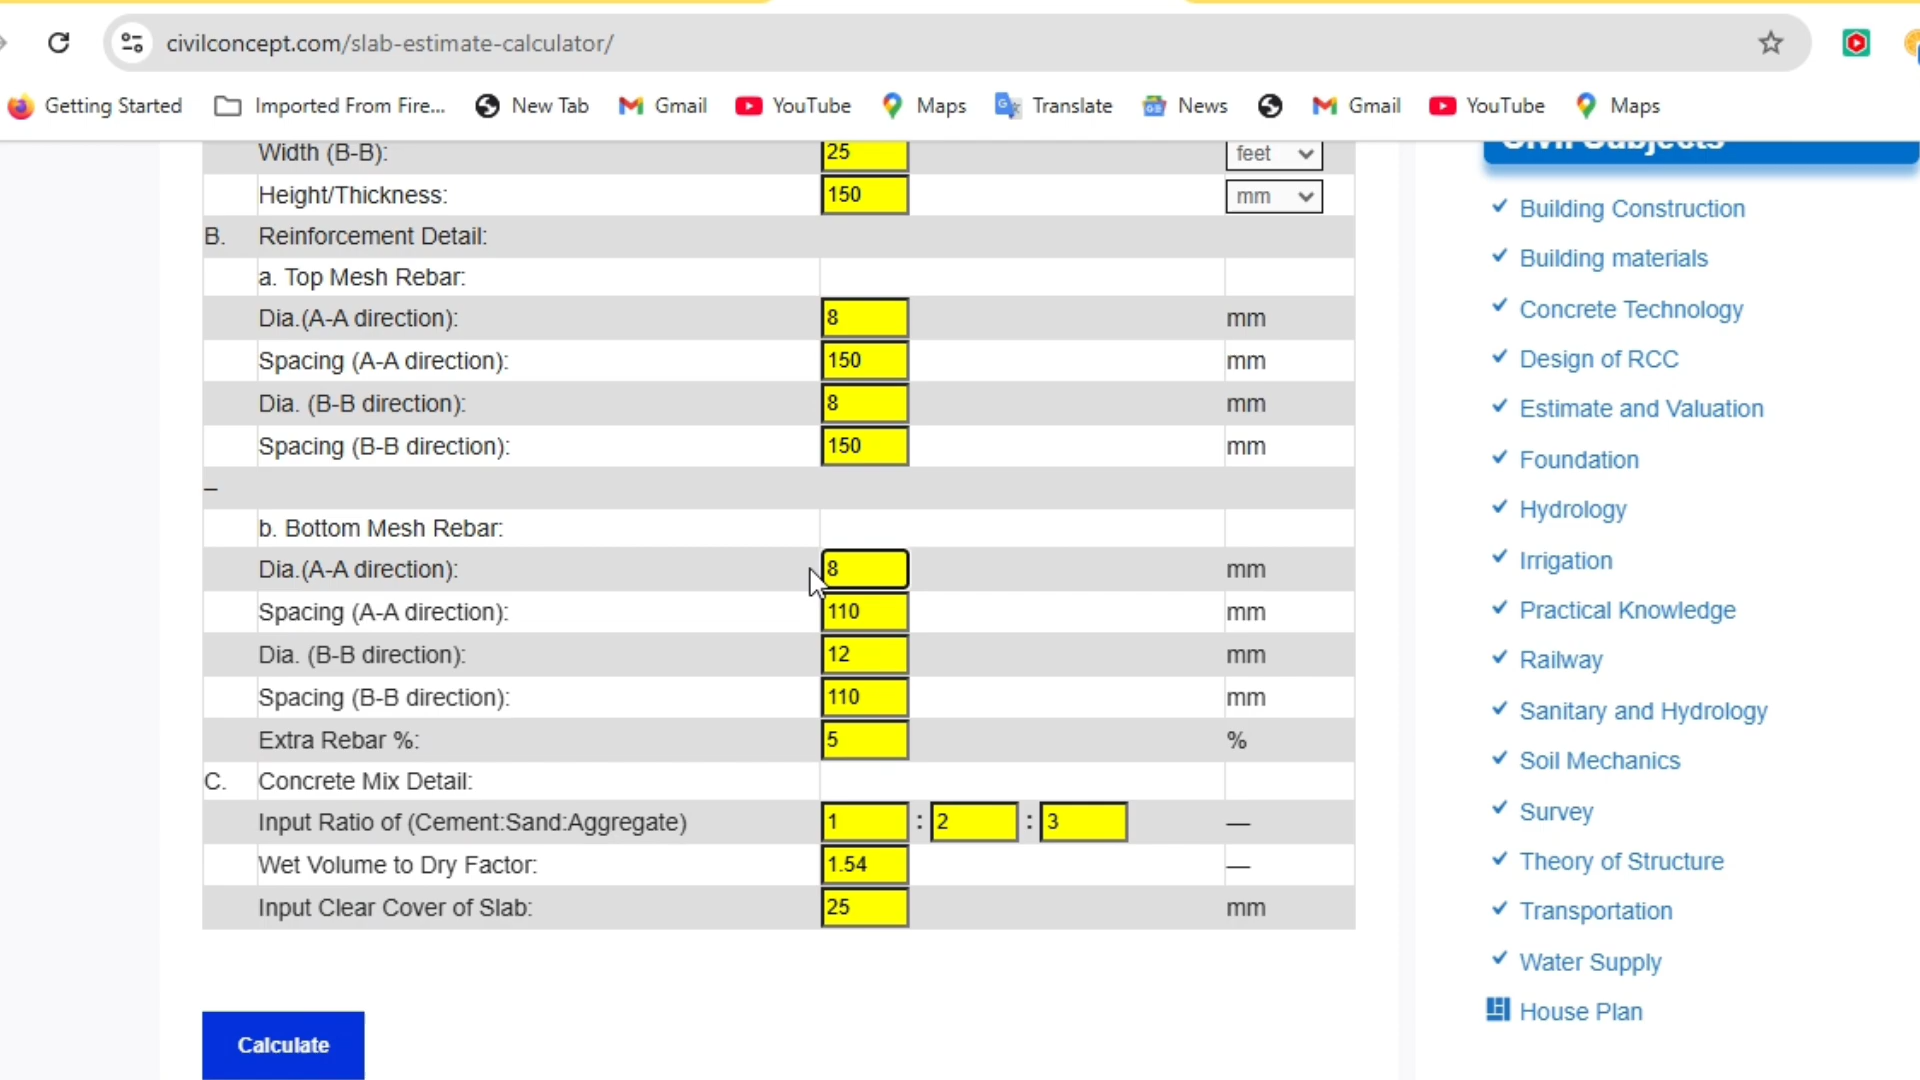 civilconcept.com/slab-estimate-calculator/
Getting Started Imported From Fire... New Tab Gmail YouTube Maps Translate News Gmail YouTube Maps
Width (B-B): 25 feet
Height/Thickness: 150 mm
B. Reinforcement Detail:
a. Top Mesh Rebar:
Dia.(A-A direction): 8 mm
Spacing (A-A direction): 150 mm
Dia. (B-B direction): 8 mm
Spacing (B-B direction): 150 mm
–
b. Bottom Mesh Rebar:
Dia.(A-A direction): 8 mm
Spacing (A-A direction): 110 mm
Dia. (B-B direction): 12 mm
Spacing (B-B direction): 110 mm
Extra Rebar %: 5 %
C. Concrete Mix Detail:
Input Ratio of (Cement:Sand:Aggregate) 1 : 2 : 3 —
Wet Volume to Dry Factor: 1.54 —
Input Clear Cover of Slab: 25 mm
Calculate
Civil Subjects
Building Construction
Building materials
Concrete Technology
Design of RCC
Estimate and Valuation
Foundation
Hydrology
Irrigation
Practical Knowledge
Railway
Sanitary and Hydrology
Soil Mechanics
Survey
Theory of Structure
Transportation
Water Supply
House Plan